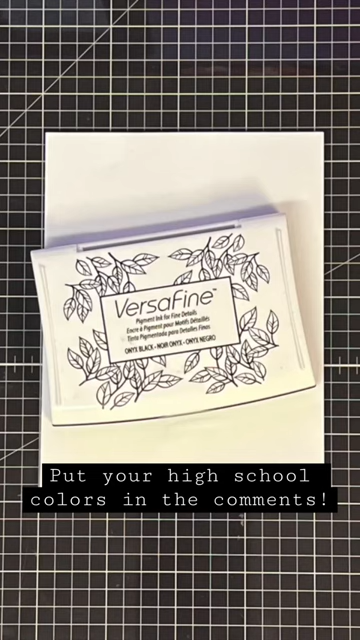 VersaFine™
Pigment Ink for Fine Details
Encre à Pigment pour Motifs Détaillés
Tinta Pigmentada para Detalles Finos
ONYX BLACK • NOIR ONYX • ONYX NEGRO
Put your high school
colors in the comments!